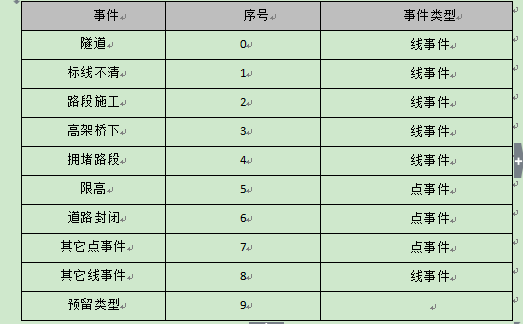 事件 序号 事件类型
隧道 0 线事件
标线不清 1 线事件
路段施工 2 线事件
高架桥下 3 线事件
拥堵路段 4 线事件
限高 5 点事件
道路封闭 6 点事件
其它点事件 7 点事件
其它线事件 8 线事件
预留类型 9